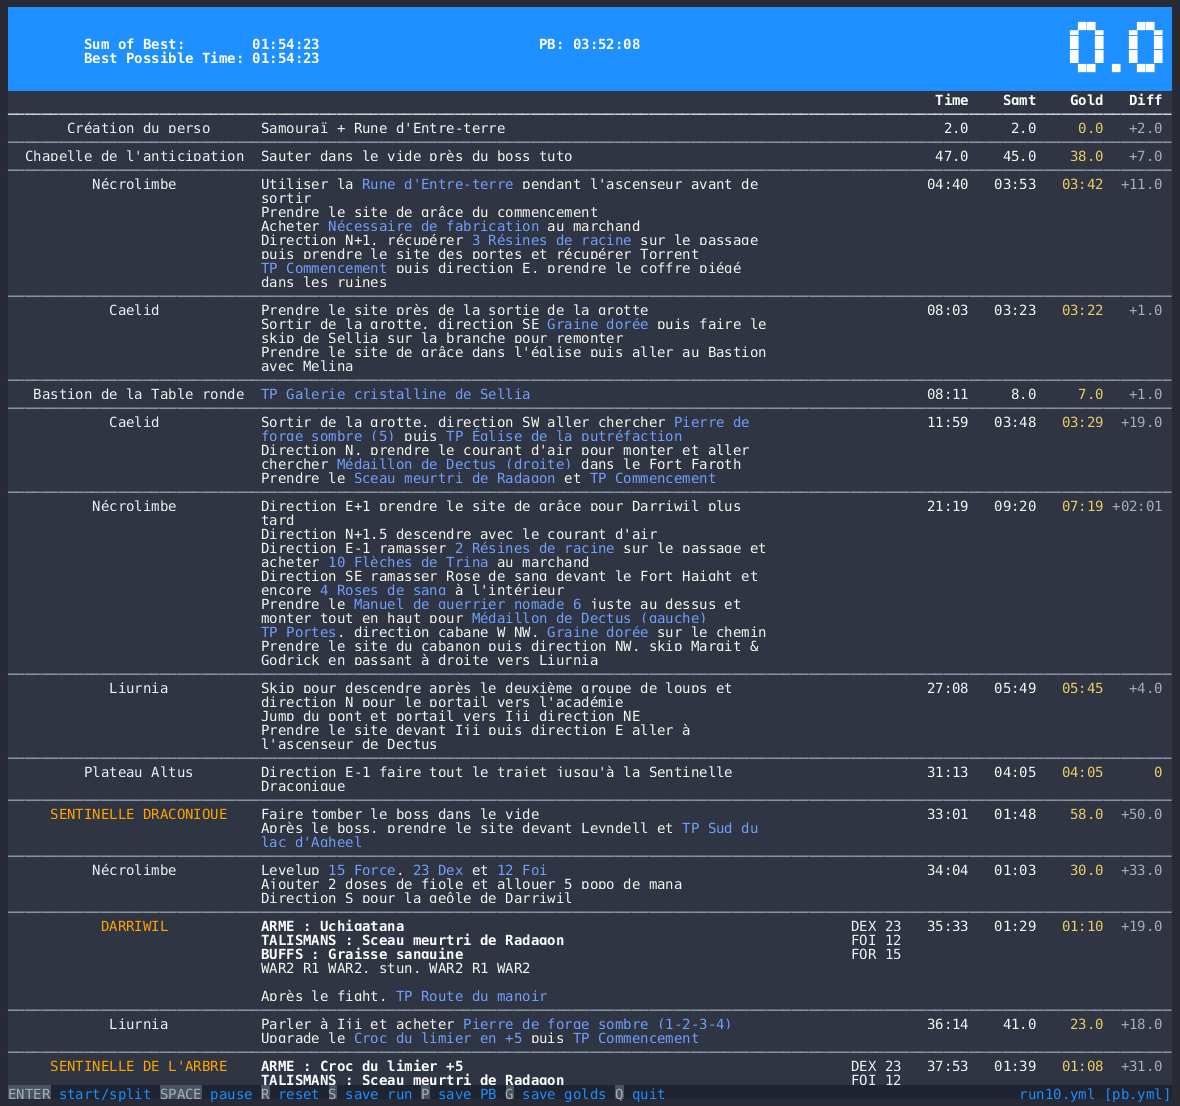 Sum of Best: 01:54:23 PB: 03:52:08 0.0
Best Possible Time: 01:54:23
Time Sgmt Gold Diff
Création du perso Samouraï + Rune d'Entre-terre 2.0 2.0 0.0 +2.0
Chapelle de l'anticipation Sauter dans le vide près du boss tuto 47.0 45.0 38.0 +7.0
Nécrolimbe Utiliser la Rune d'Entre-terre pendant l'ascenseur avant de 04:40 03:53 03:42 +11.0
sortir
Prendre le site de grâce du commencement
Acheter Nécessaire de fabrication au marchand
Direction N+1, récupérer 3 Résines de racine sur le passage
puis prendre le site des portes et récupérer Torrent
TP Commencement puis direction E, prendre le coffre piégé
dans les ruines
Caelid Prendre le site près de la sortie de la grotte 08:03 03:23 03:22 +1.0
Sortir de la grotte, direction SE Graine dorée puis faire le
skip de Sellia sur la branche pour remonter
Prendre le site de grâce dans l'église puis aller au Bastion
avec Melina
Bastion de la Table ronde TP Galerie cristalline de Sellia 08:11 8.0 7.0 +1.0
Caelid Sortir de la grotte, direction SW aller chercher Pierre de 11:59 03:48 03:29 +19.0
forge sombre (5) puis TP Église de la putréfaction
Direction N, prendre le courant d'air pour monter et aller
chercher Médaillon de Dectus (droite) dans le Fort Faroth
Prendre le Sceau meurtri de Radagon et TP Commencement
Nécrolimbe Direction E+1 prendre le site de grâce pour Darriwil plus 21:19 09:20 07:19 +02:01
tard
Direction N+1.5 descendre avec le courant d'air
Direction E-1 ramasser 2 Résines de racine sur le passage et
acheter 10 Flèches de Trina au marchand
Direction SE ramasser Rose de sang devant le Fort Haight et
encore 4 Roses de sang à l'intérieur
Prendre le Manuel de guerrier nomade 6 juste au dessus et
monter tout en haut pour Médaillon de Dectus (gauche)
TP Portes, direction cabane W NW, Graine dorée sur le chemin
Prendre le site du cabanon puis direction NW, skip Margit &
Godrick en passant à droite vers Liurnia
Liurnia Skip pour descendre après le deuxième groupe de loups et 27:08 05:49 05:45 +4.0
direction N pour le portail vers l'académie
Jump du pont et portail vers Iji direction NE
Prendre le site devant Iji puis direction E aller à
l'ascenseur de Dectus
Plateau Altus Direction E-1 faire tout le trajet jusqu'à la Sentinelle 31:13 04:05 04:05 0
Draconique
SENTINELLE DRACONIQUE Faire tomber le boss dans le vide 33:01 01:48 58.0 +50.0
Après le boss, prendre le site devant Leyndell et TP Sud du
lac d'Agheel
Nécrolimbe Levelup 15 Force, 23 Dex et 12 Foi 34:04 01:03 30.0 +33.0
Ajouter 2 doses de fiole et allouer 5 popo de mana
Direction S pour la geôle de Darriwil
DARRIWIL ARME : Uchigatana DEX 23 35:33 01:29 01:10 +19.0
TALISMANS : Sceau meurtri de Radagon FOI 12
BUFFS : Graisse sanguine FOR 15
WAR2 R1 WAR2, stun, WAR2 R1 WAR2
Après le fight, TP Route du manoir
Liurnia Parler à Iji et acheter Pierre de forge sombre (1-2-3-4) 36:14 41.0 23.0 +18.0
Upgrade le Croc du limier en +5 puis TP Commencement
SENTINELLE DE L'ARBRE ARME : Croc du limier +5 DEX 23 37:53 01:39 01:08 +31.0
TALISMANS : Sceau meurtri de Radagon FOI 12
ENTER start/split SPACE pause R reset S save run P save PB G save golds Q quit run10.yml [pb.yml]